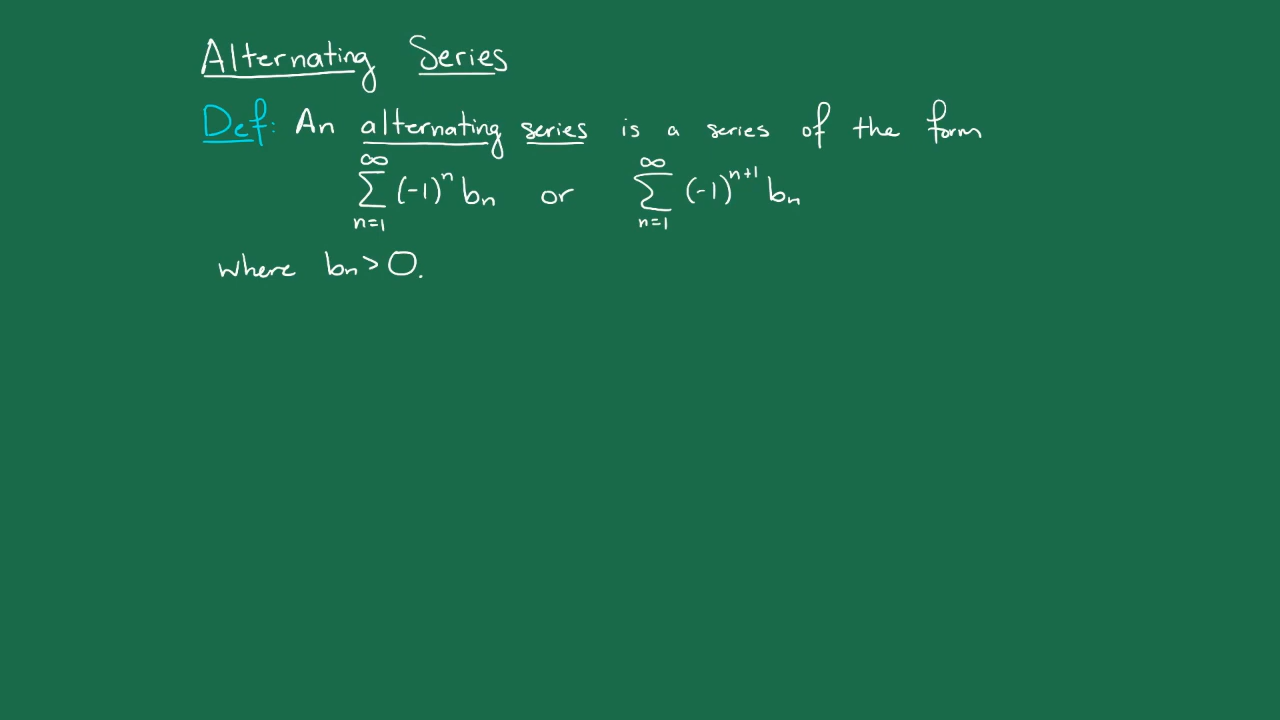 Alternating Series
Def: An alternating series is a series of the form
∞∑n=1 (-1)^n bₙ or ∞∑n=1 (-1)^{n+1} bₙ
where bₙ > 0.